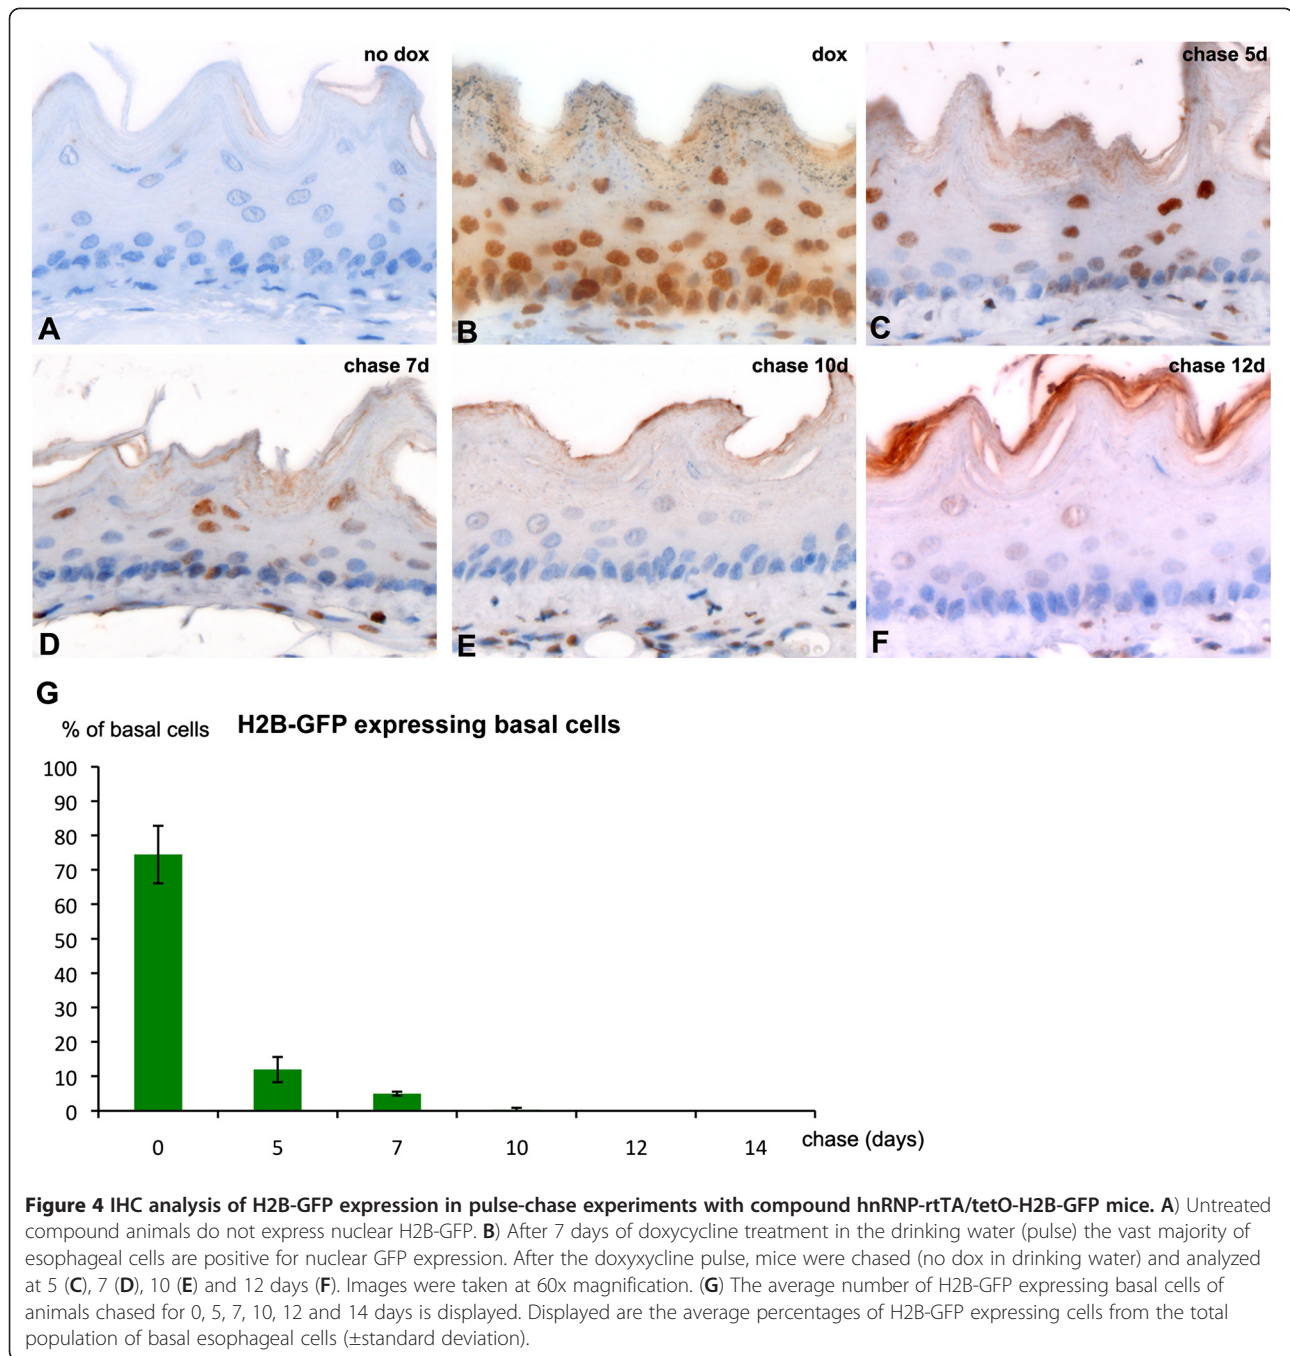 no dox
dox
chase 5d
A
B
C
chase 7d
chase 10d
chase 12d
D
E
F
G
% of basal cells
H2B-GFP expressing basal cells
100
90
80
70
60
50
40
30
20
10
0
0 5 7 10 12 14
chase (days)
Figure 4 IHC analysis of H2B-GFP expression in pulse-chase experiments with compound hnRNP-rtTA/tetO-H2B-GFP mice. A) Untreated
compound animals do not express nuclear H2B-GFP. B) After 7 days of doxycycline treatment in the drinking water (pulse) the vast majority of
esophageal cells are positive for nuclear GFP expression. After the doxyxycline pulse, mice were chased (no dox in drinking water) and analyzed
at 5 (C), 7 (D), 10 (E) and 12 days (F). Images were taken at 60x magnification. (G) The average number of H2B-GFP expressing basal cells of
animals chased for 0, 5, 7, 10, 12 and 14 days is displayed. Displayed are the average percentages of H2B-GFP expressing cells from the total
population of basal esophageal cells (±standard deviation).